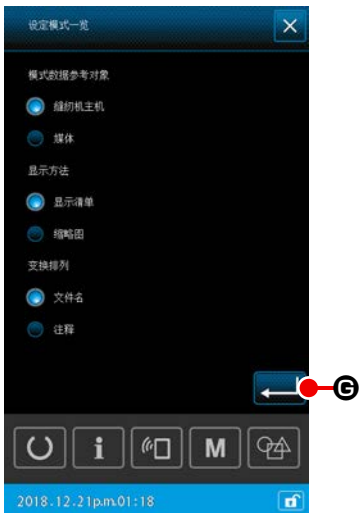 设定模式一览
模式数据参考对象
缝纫机主机
媒体
显示方法
显示清单
缩略图
变换排列
文件名
注释
G
i
M
2018.12.21p.m.01:18